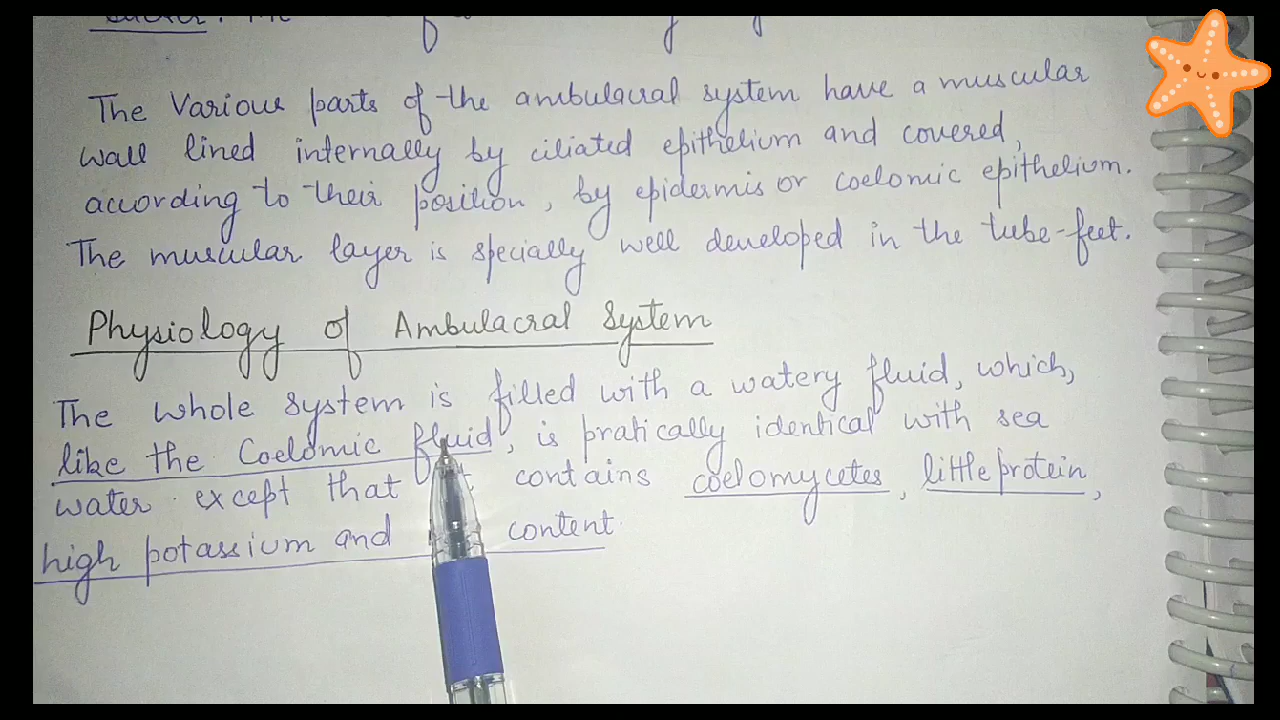 The Various parts of the ambulacral system have a muscular
wall lined internally by ciliated epithelium and covered,
according to their position, by epidermis or coelomic epithelium.
The muscular layer is specially well developed in the tube-feet.
Physiology of Ambulacral System
The whole system is filled with a watery fluid, which,
like the Coelomic fluid, is pratically identical with sea
water except that contains coelomycetes, little protein,
high potassium and content